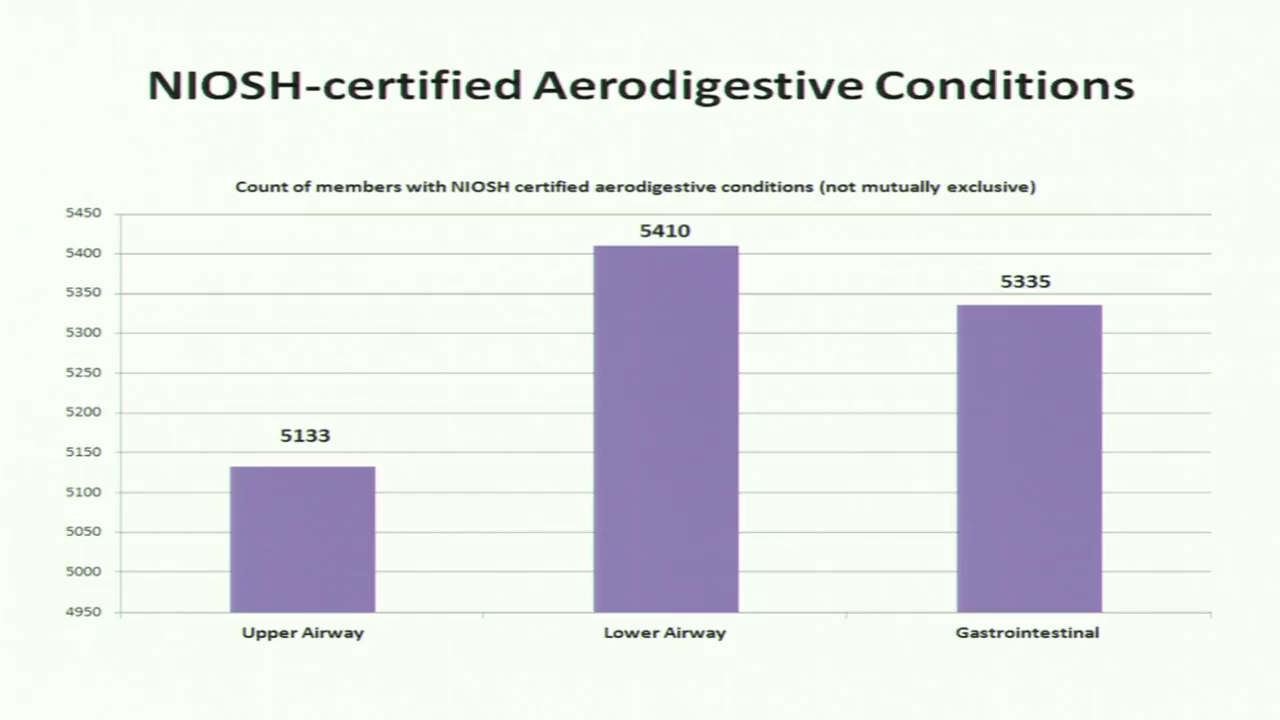 NIOSH-certified Aerodigestive Conditions
Count of members with NIOSH certified aerodigestive conditions (not mutually exclusive)
5450
5400
5350
5300
5250
5200
5150
5100
5050
5000
4950
5133
5410
5335
Upper Airway
Lower Airway
Gastrointestinal